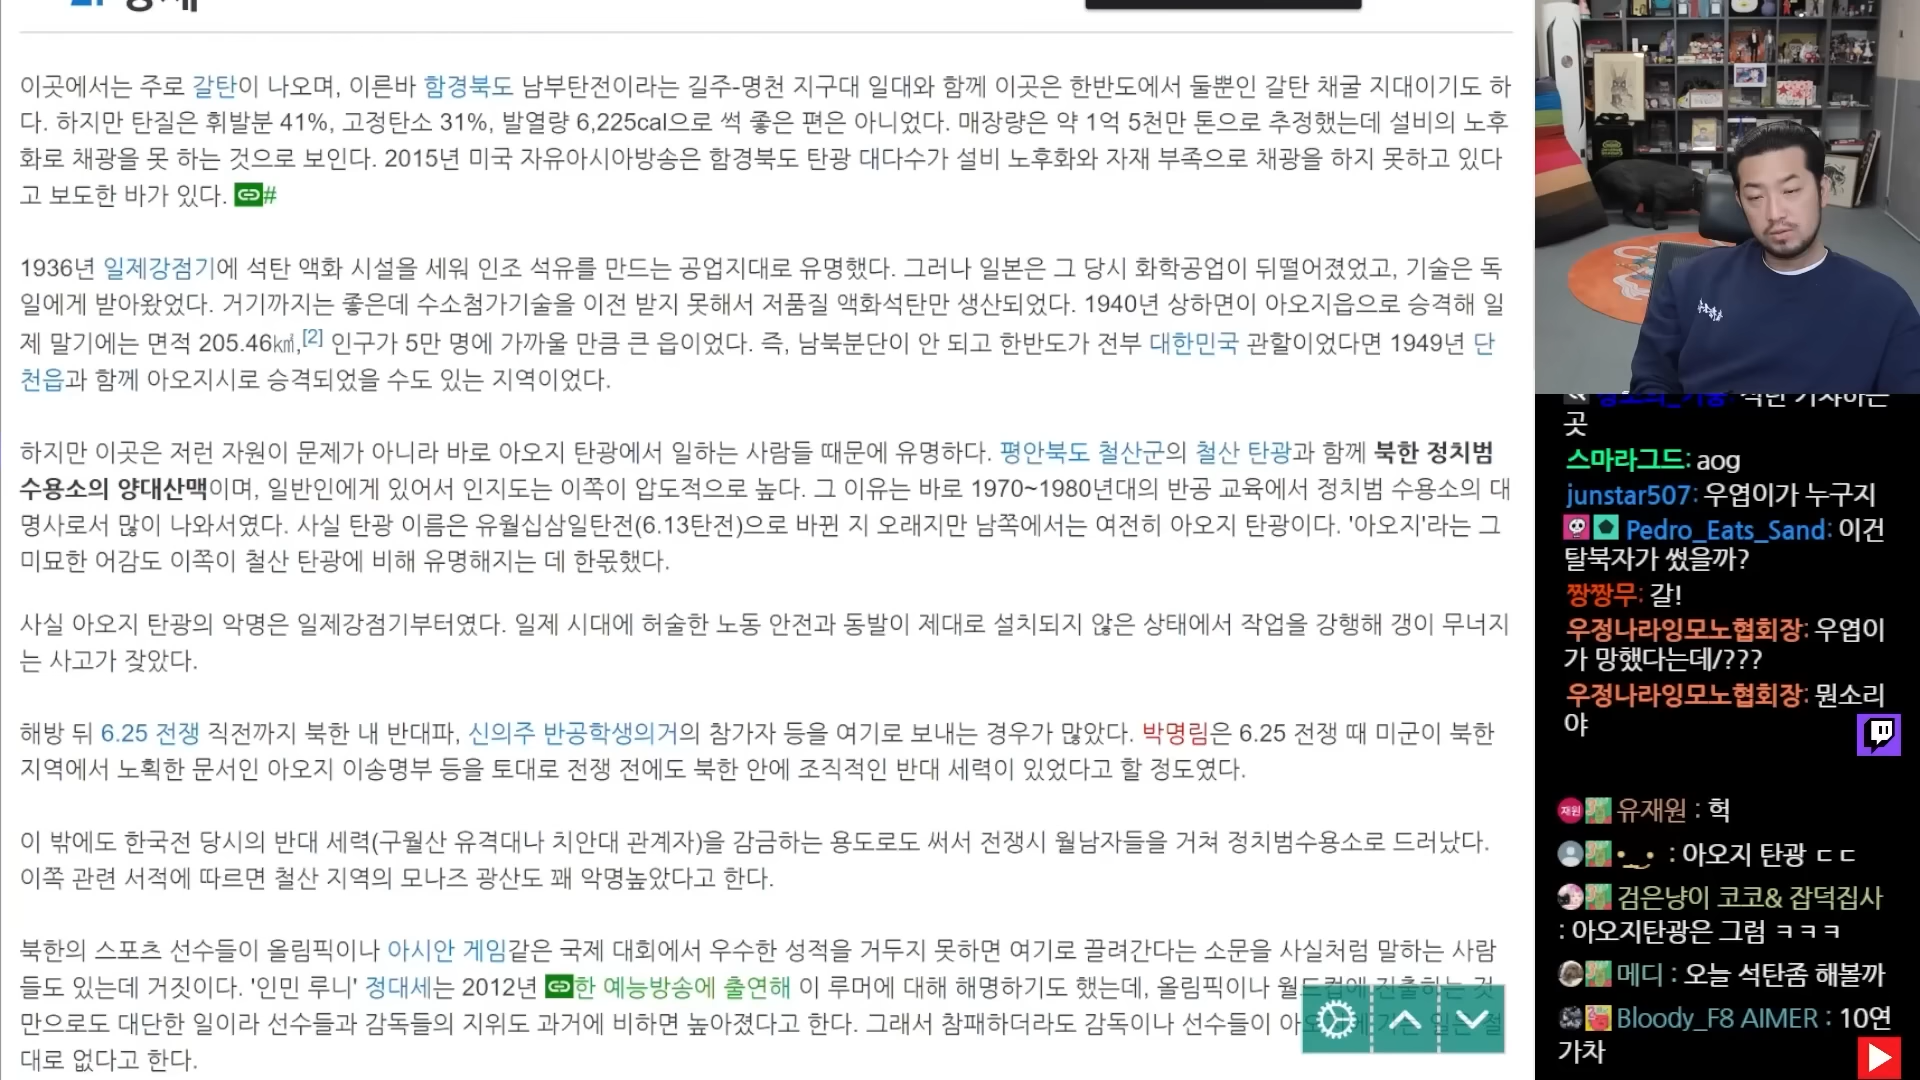 이곳에서는 주로 갈탄이 나오며, 이른바 함경북도 남부탄전이라는 길주-명천 지구대 일대와 함께 이곳은 한반도에서 둘뿐인 갈탄 채굴 지대이기도 하
다. 하지만 탄질은 휘발분 41%, 고정탄소 31%, 발열량 6,225cal으로 썩 좋은 편은 아니었다. 매장량은 약 1억 5천만 톤으로 추정했는데 설비의 노후
화로 채광을 못 하는 것으로 보인다. 2015년 미국 자유아시아방송은 함경북도 탄광 대다수가 설비 노후화와 자재 부족으로 채광을 하지 못하고 있다
고 보도한 바가 있다. #
1936년 일제강점기에 석탄 액화 시설을 세워 인조 석유를 만드는 공업지대로 유명했다. 그러나 일본은 그 당시 화학공업이 뒤떨어졌었고, 기술은 독
일에게 받아왔었다. 거기까지는 좋은데 수소첨가기술을 이전 받지 못해서 저품질 액화석탄만 생산되었다. 1940년 상하면이 아오지읍으로 승격해 일
제 말기에는 면적 205.46㎢,[2] 인구가 5만 명에 가까울 만큼 큰 읍이었다. 즉, 남북분단이 안 되고 한반도가 전부 대한민국 관할이었다면 1949년 단
천읍과 함께 아오지시로 승격되었을 수도 있는 지역이었다.
하지만 이곳은 저런 자원이 문제가 아니라 바로 아오지 탄광에서 일하는 사람들 때문에 유명하다. 평안북도 철산군의 철산 탄광과 함께 북한 정치범
수용소의 양대산맥이며, 일반인에게 있어서 인지도는 이쪽이 압도적으로 높다. 그 이유는 바로 1970~1980년대의 반공 교육에서 정치범 수용소의 대
명사로서 많이 나와서였다. 사실 탄광 이름은 유월십삼일탄전(6.13탄전)으로 바뀐 지 오래지만 남쪽에서는 여전히 아오지 탄광이다. '아오지'라는 그
미묘한 어감도 이쪽이 철산 탄광에 비해 유명해지는 데 한몫했다.
사실 아오지 탄광의 악명은 일제강점기부터였다. 일제 시대에 허술한 노동 안전과 동발이 제대로 설치되지 않은 상태에서 작업을 강행해 갱이 무너지
는 사고가 잦았다.
해방 뒤 6.25 전쟁 직전까지 북한 내 반대파, 신의주 반공학생의거의 참가자 등을 여기로 보내는 경우가 많았다. 박명림은 6.25 전쟁 때 미군이 북한
지역에서 노획한 문서인 아오지 이송명부 등을 토대로 전쟁 전에도 북한 안에 조직적인 반대 세력이 있었다고 할 정도였다.
이 밖에도 한국전 당시의 반대 세력(구월산 유격대나 치안대 관계자)을 감금하는 용도로도 써서 전쟁시 월남자들을 거쳐 정치범수용소로 드러났다.
이쪽 관련 서적에 따르면 철산 지역의 모나즈 광산도 꽤 악명높았다고 한다.
북한의 스포츠 선수들이 올림픽이나 아시안 게임같은 국제 대회에서 우수한 성적을 거두지 못하면 여기로 끌려간다는 소문을 사실처럼 말하는 사람
들도 있는데 거짓이다. '인민 루니' 정대세는 2012년 한 예능방송에 출연해 이 루머에 대해 해명하기도 했는데, 올림픽이나 월드컵에 진출하는 것
만으로도 대단한 일이라 선수들과 감독들의 지위도 과거에 비하면 높아졌다고 한다. 그래서 참패하더라도 감독이나 선수들이 아오지에 가는 일은 절
대로 없다고 한다.
곳
스마라그드: aog
junstar507: 우엽이가 누구지
Pedro_Eats_Sand: 이건
탈북자가 썼을까?
짱짱무: 갈!
우정나라잉모노협회장: 우엽이
가 망했다는데/???
우정나라잉모노협회장: 뭔소리
야
재원 유재원 : 헉
: 아오지 탄광 ㄷㄷ
검은냥이 코코& 잡덕집사
: 아오지탄광은 그럼 ㅋㅋㅋ
메디 : 오늘 석탄좀 해볼까
Bloody_F8 AIMER : 10연
가차